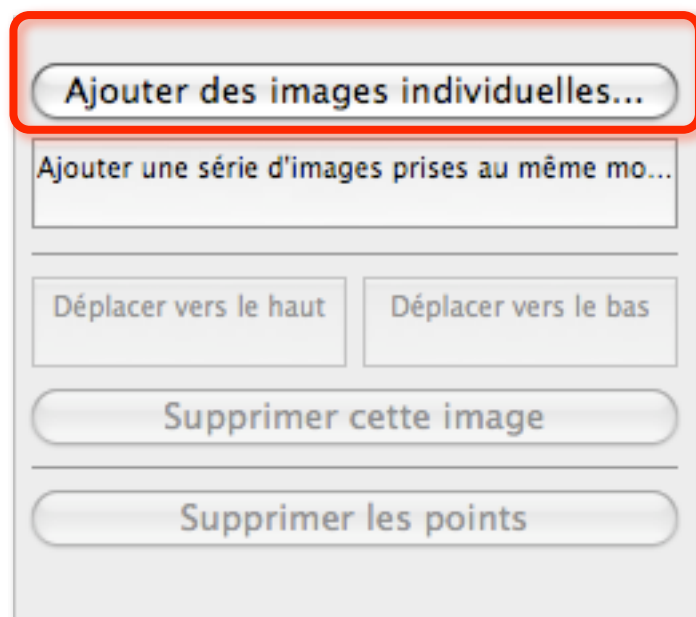 Ajouter des images individuelles...
Ajouter une série d'images prises au même mo...
Déplacer vers le haut
Déplacer vers le bas
Supprimer cette image
Supprimer les points